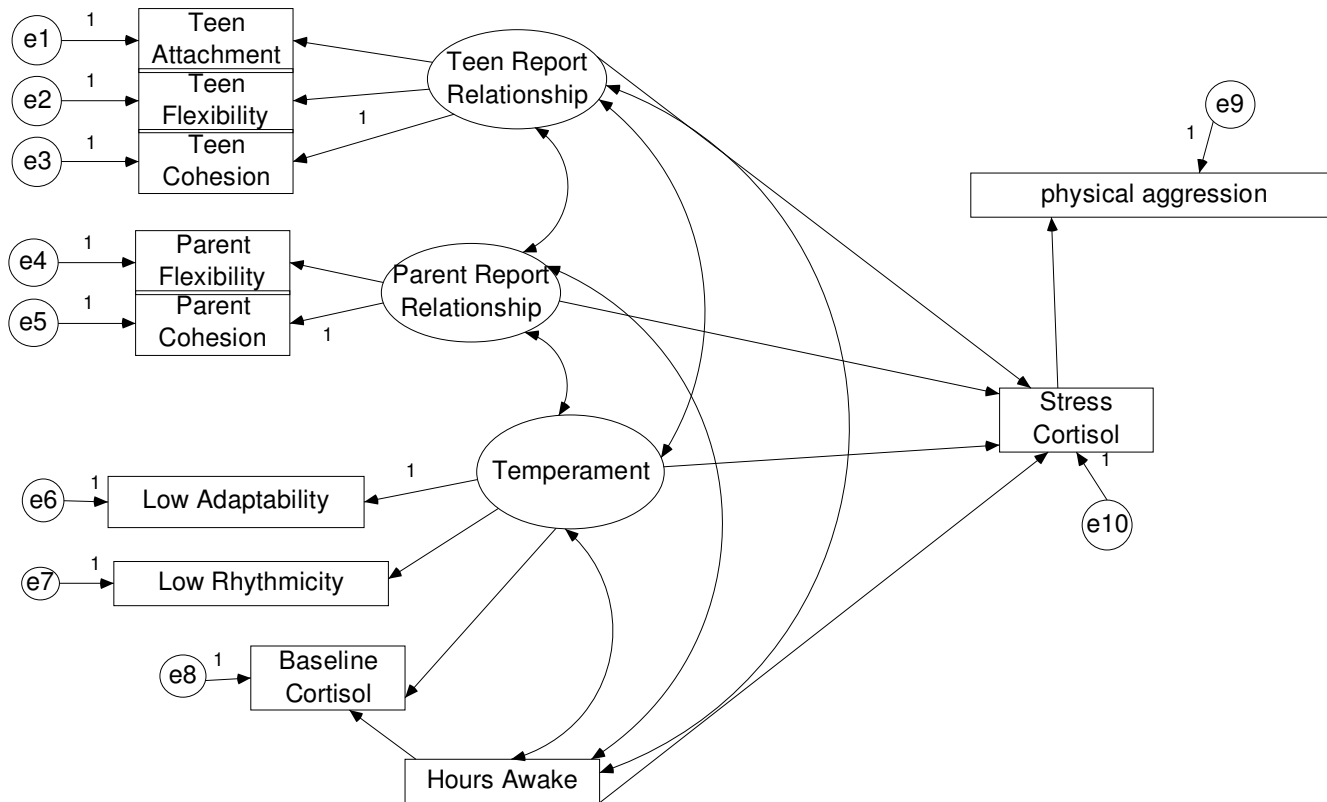 e1
1
Teen
Attachment
e2
1
Teen
Flexibility
e3
1
Teen
Cohesion
1
Teen Report
Relationship
e9
1
physical aggression
e4
1
Parent
Flexibility
e5
1
Parent
Cohesion
1
Parent Report
Relationship
Stress
Cortisol
1
e10
Temperament
1
e6
1
Low Adaptability
e7
1
Low Rhythmicity
e8
1
Baseline
Cortisol
Hours Awake